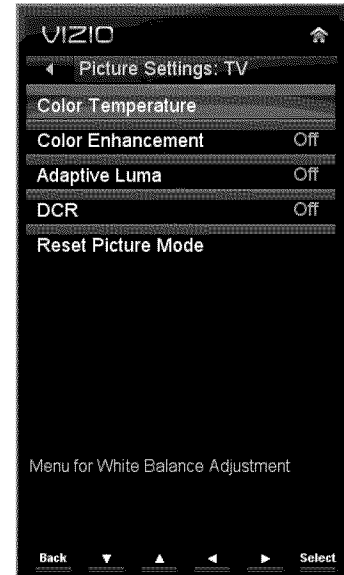 VIZIO
Picture Settings: TV
Color Temperature
Color Enhancement Off
Adaptive Luma Off
DCR Off
Reset Picture Mode
Menu for White Balance Adjustment
Back ▼ ▲ ◄ ► Select